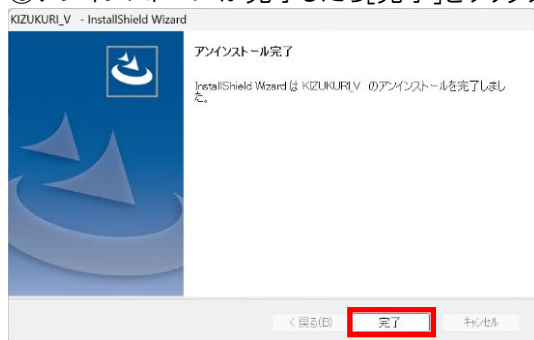 KIZUKURI_V - InstallShield Wizard
アンインストール完了
InstallShield Wizard は KIZUKURI_V のアンインストールを完了しまし
た。
< 戻る(B)
完了
キャンセル